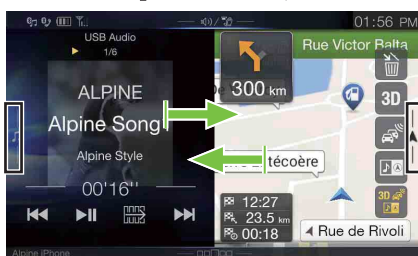 01:56 PM
USB Audio
1/6
ALPINE
Alpine Song
Alpine Style
00'16''
Alpine iPhone
300 km
Rue Victor Balta
3D
técoère
12:27
23.5 km
00:18
3D
Rue de Rivoli